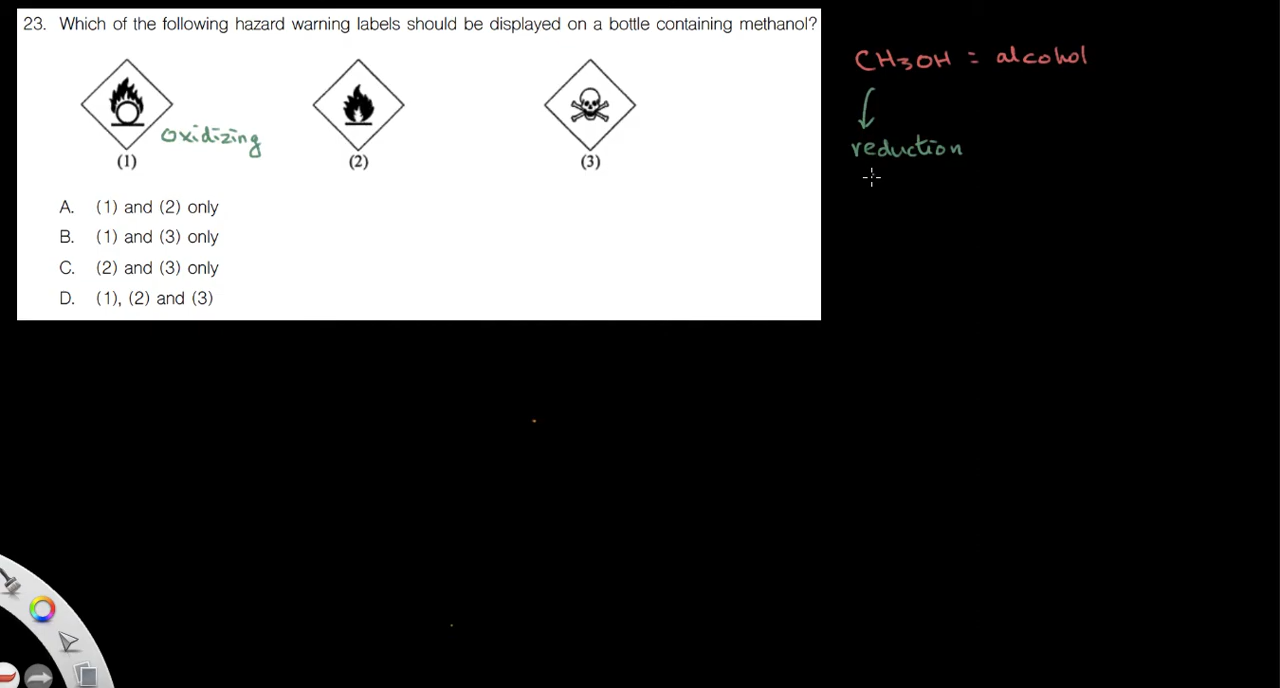 23. Which of the following hazard warning labels should be displayed on a bottle containing methanol?
CH3OH = alcohol
oxidizing
reduction
(1) (2) (3)
A. (1) and (2) only
B. (1) and (3) only
C. (2) and (3) only
D. (1), (2) and (3)